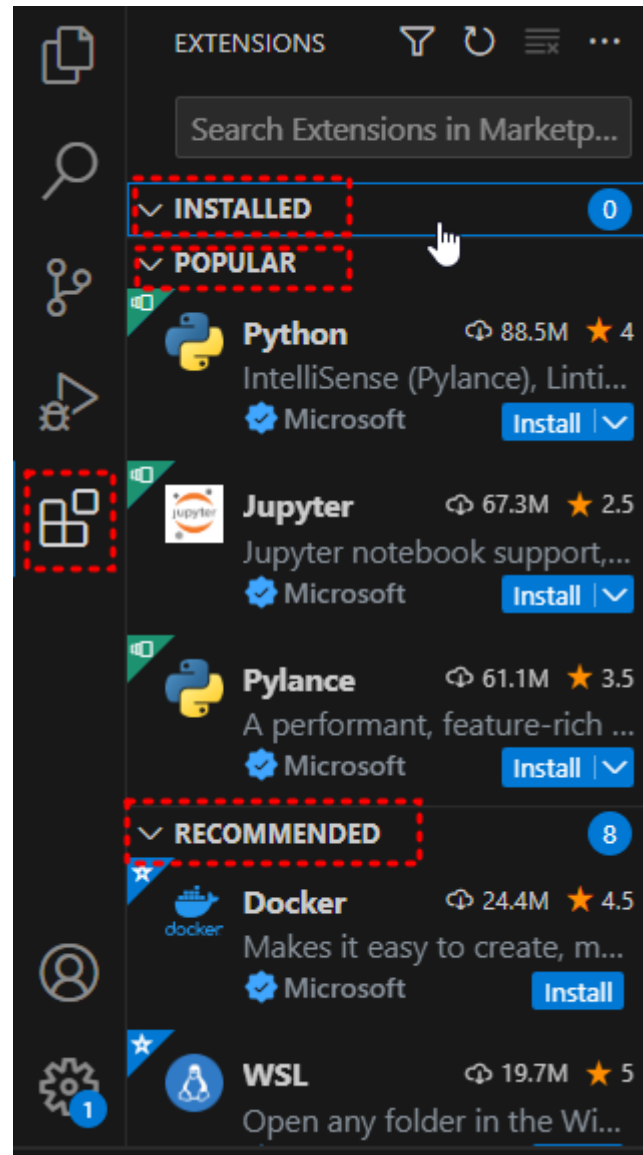 EXTENSIONS
Search Extensions in Marketp...
INSTALLED 0
POPULAR
Python 88.5M 4
IntelliSense (Pylance), Linti...
Microsoft Install
jupyter
Jupyter 67.3M 2.5
Jupyter notebook support,...
Microsoft Install
Pylance 61.1M 3.5
A performant, feature-rich ...
Microsoft Install
RECOMMENDED 8
docker
Docker 24.4M 4.5
Makes it easy to create, m...
Microsoft Install
WSL 19.7M 5
Open any folder in the Wi...
1